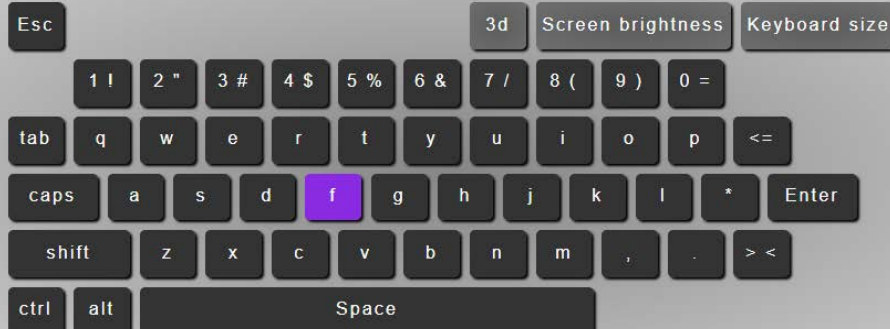 Esc 3d Screen brightness Keyboard size
1 ! 2 " 3 # 4 $ 5 % 6 & 7 / 8 ( 9 ) 0 =
tab q w e r t y u i o p <=
caps a s d f g h j k l * Enter
shift z x c v b n m , . > <
ctrl alt Space